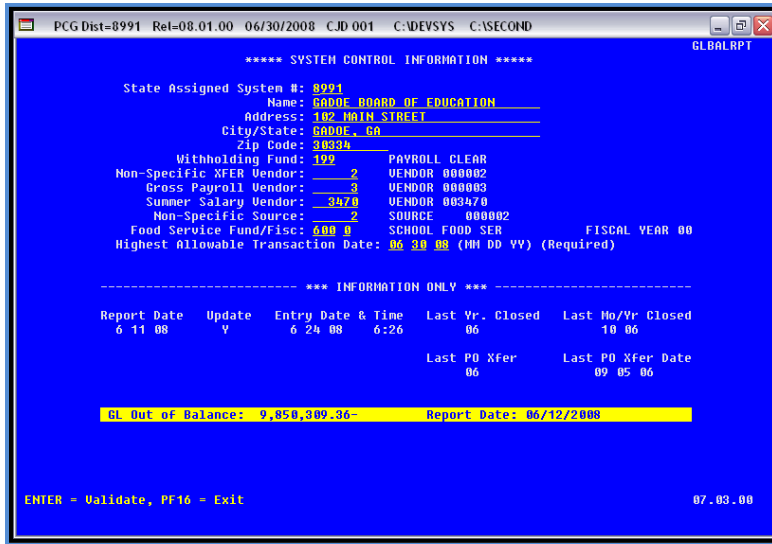 PCG Dist=8991 Rel=08.01.00 06/30/2008 CJD 001 C:\DEVSYS C:\SECOND
GLBALRPT
***** SYSTEM CONTROL INFORMATION *****
State Assigned System #: 8991
Name: GADOE BOARD OF EDUCATION
Address: 102 MAIN STREET
City/State: GADOE, GA
Zip Code: 30334
Withholding Fund: 199 PAYROLL CLEAR
Non-Specific XFER Vendor: 2 VENDOR 000002
Gross Payroll Vendor: 3 VENDOR 000003
Summer Salary Vendor: 3470 VENDOR 003470
Non-Specific Source: 2 SOURCE 000002
Food Service Fund/Fisc: 600 0 SCHOOL FOOD SER FISCAL YEAR 00
Highest Allowable Transaction Date: 06 30 08 (MM DD YY) (Required)
-------------------------- *** INFORMATION ONLY *** --------------------------
Report Date Update Entry Date & Time Last Yr. Closed Last Mo/Yr Closed
6 11 08 Y 6 24 08 6:26 06 10 06
Last PO Xfer Last PO Xfer Date
06 09 05 06
GL Out of Balance: 9,850,309.36- Report Date: 06/12/2008
ENTER = Validate, PF16 = Exit 07.03.00